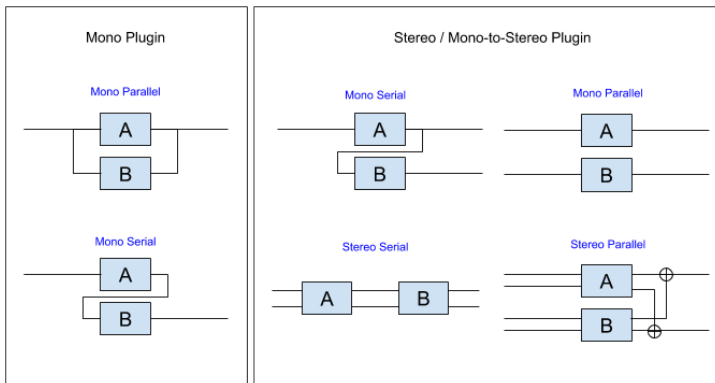 Mono Plugin
Mono Parallel
A
B
Mono Serial
A
B
Stereo / Mono-to-Stereo Plugin
Mono Serial
A
B
Mono Parallel
A
B
Stereo Serial
A
B
Stereo Parallel
A
B